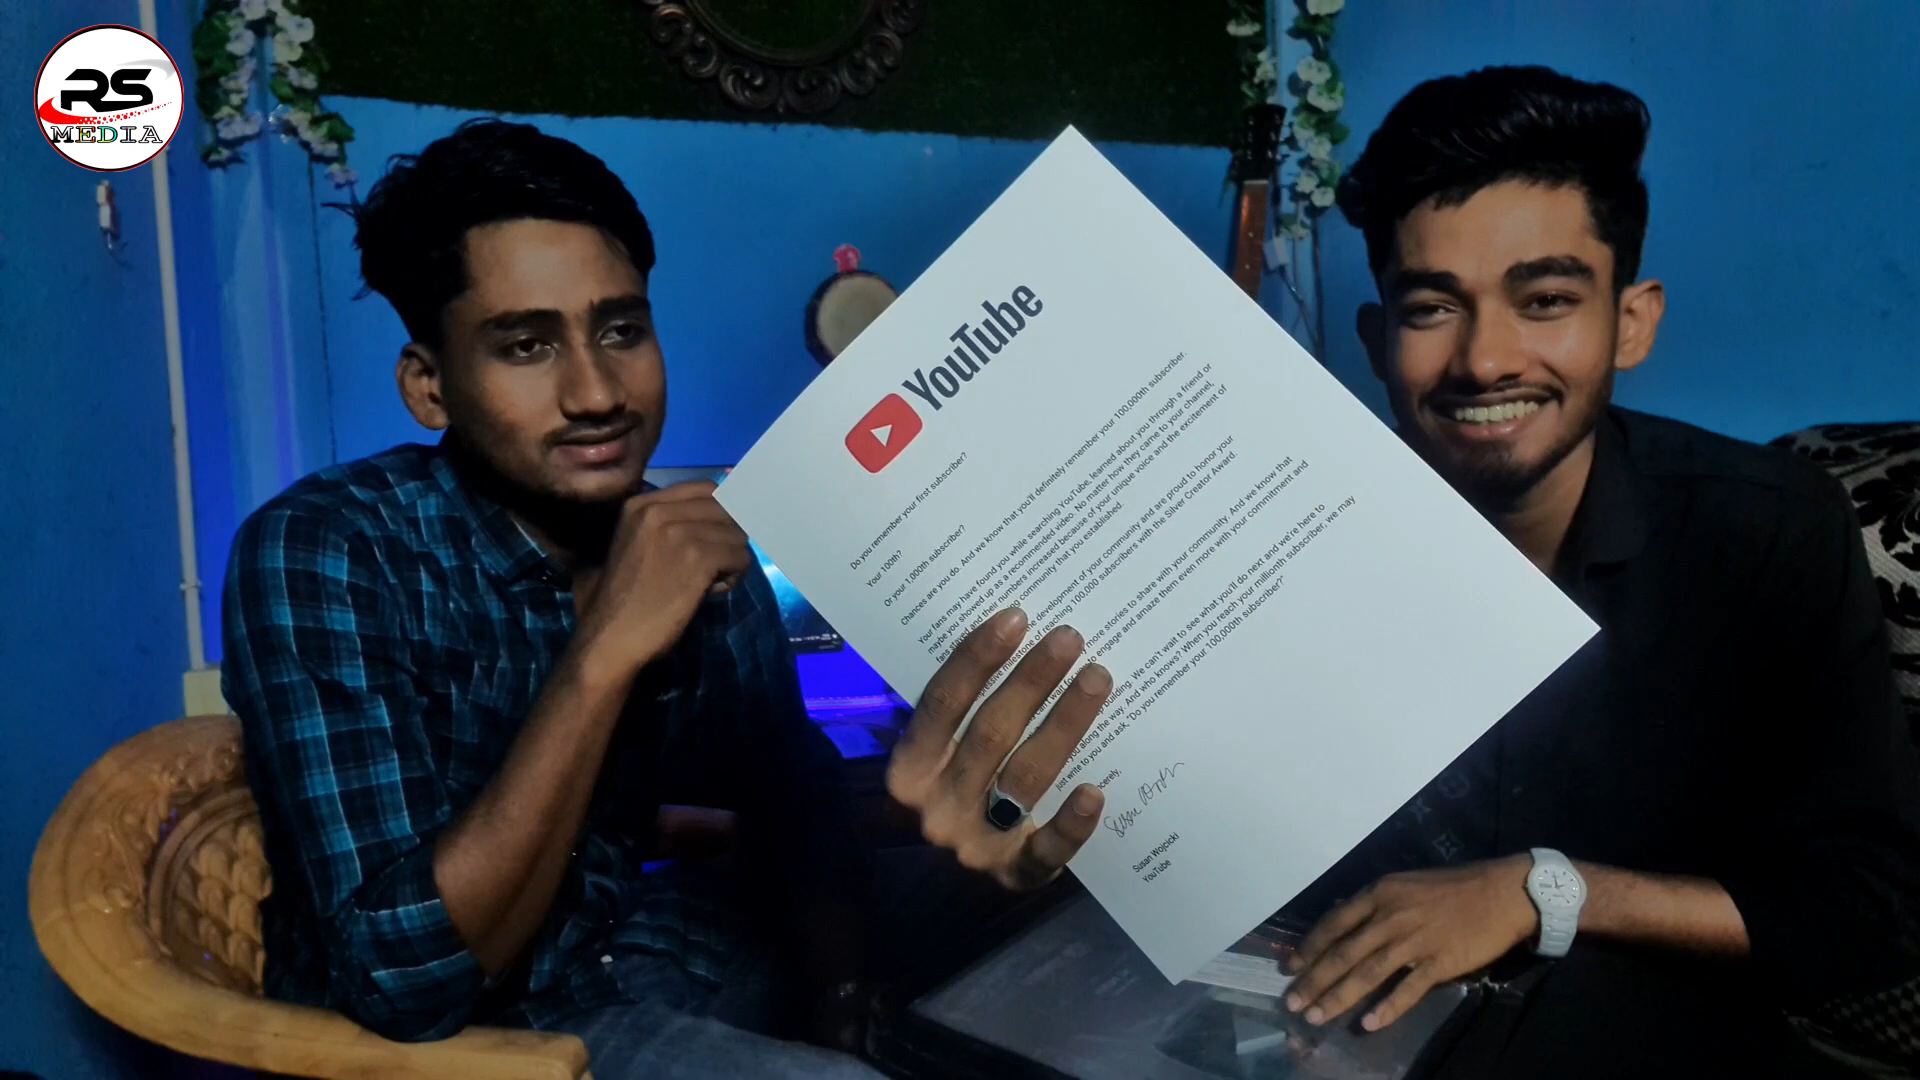 RS
MEDIA
YouTube
Do you remember your first subscriber?
Your 100th?
Or your 1,000th subscriber?
Chances are you do. And we know that you'll definitely remember your 100,000th subscriber.
Your fans may have found you while searching YouTube, learned about you through a friend or
maybe you showed up as a recommended video. No matter how they came to your channel,
fans stayed and their numbers increased because of your unique voice and the excitement of
community that you established.
the development of your community and are proud to honor your
milestone of reaching 100,000 subscribers with the Silver Creator Award.
more stories to share with your community. And we know that
can't wait for to engage and amaze them even more with your commitment and
building. We can't wait to see what you'll do next and we're here to
you along the way. And who knows? When you reach your millionth subscriber, we may
just write to you and ask, "Do you remember your 100,000th subscriber?"
Susan Wojcicki
YouTube